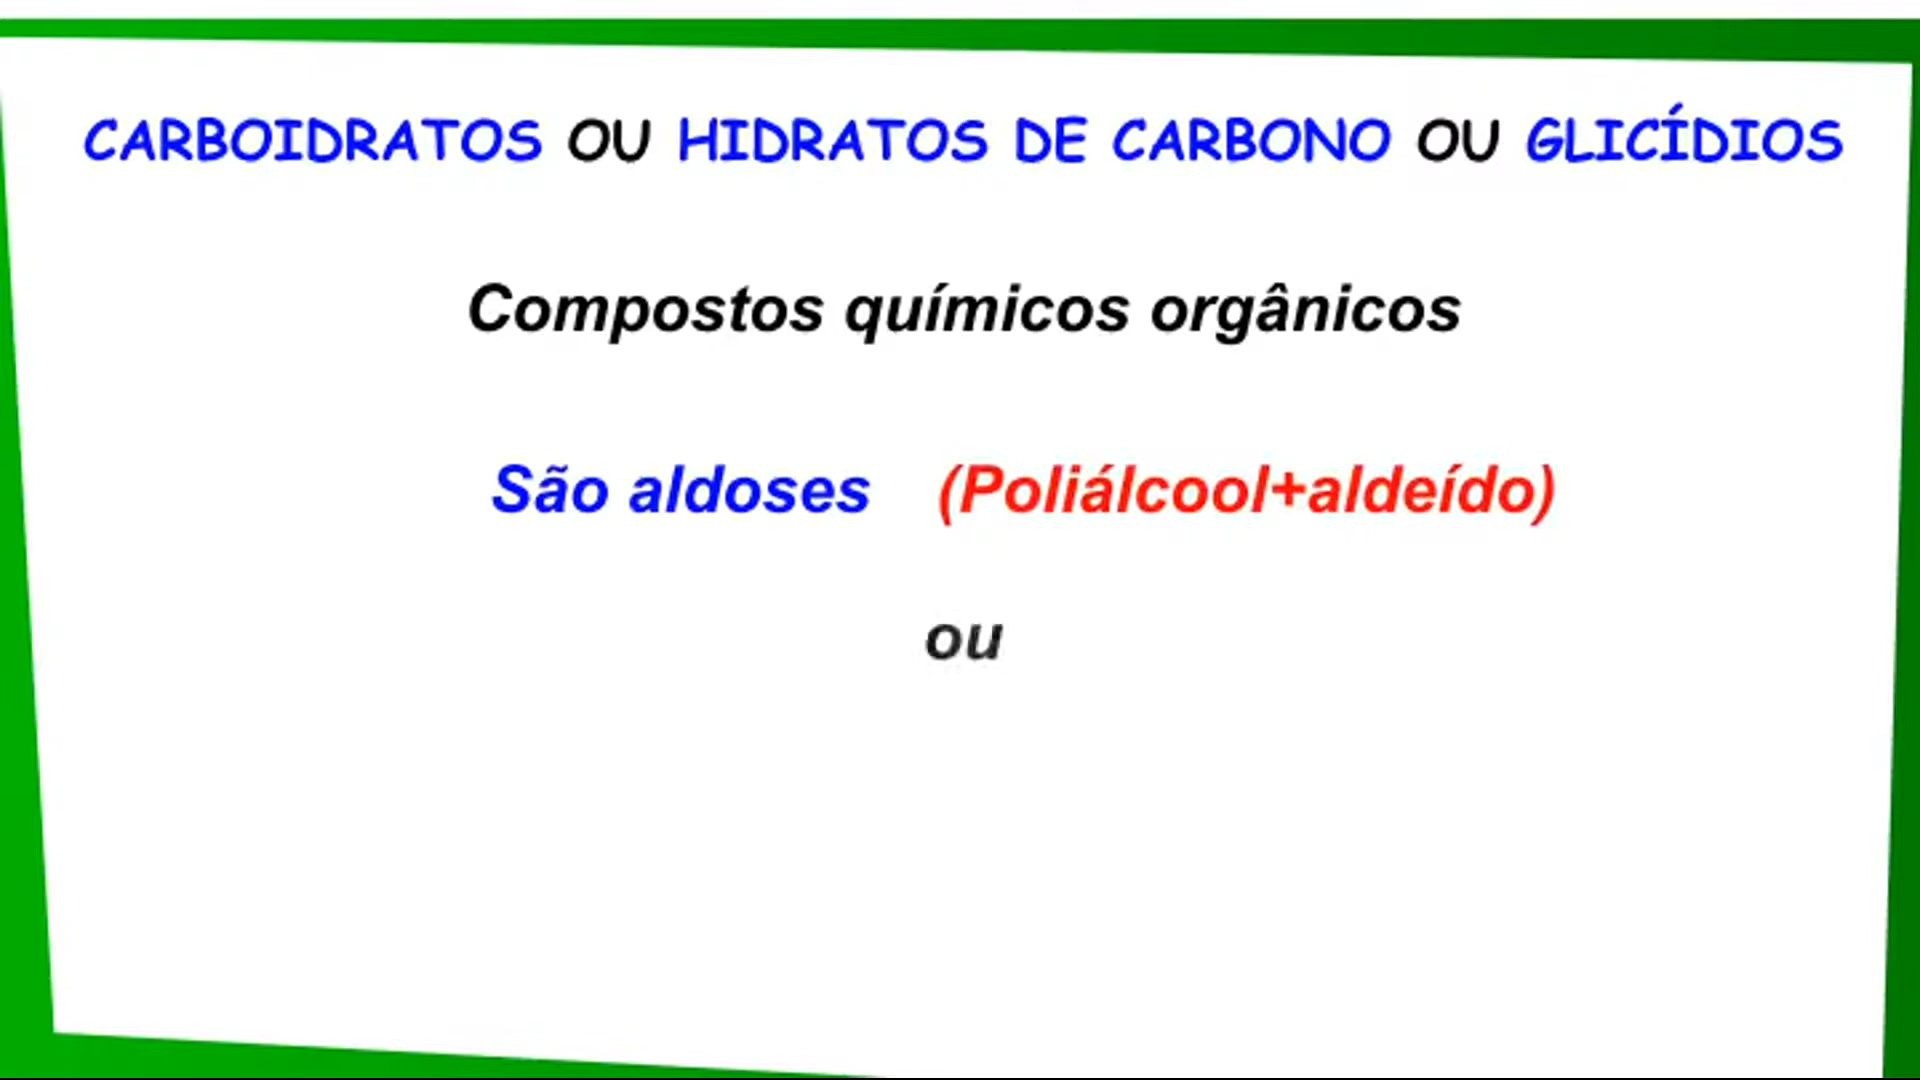 CARBOIDRATOS OU HIDRATOS DE CARBONO OU GLICÍDIOS
Compostos químicos orgânicos
São aldoses (Poliálcool+aldeído)
ou